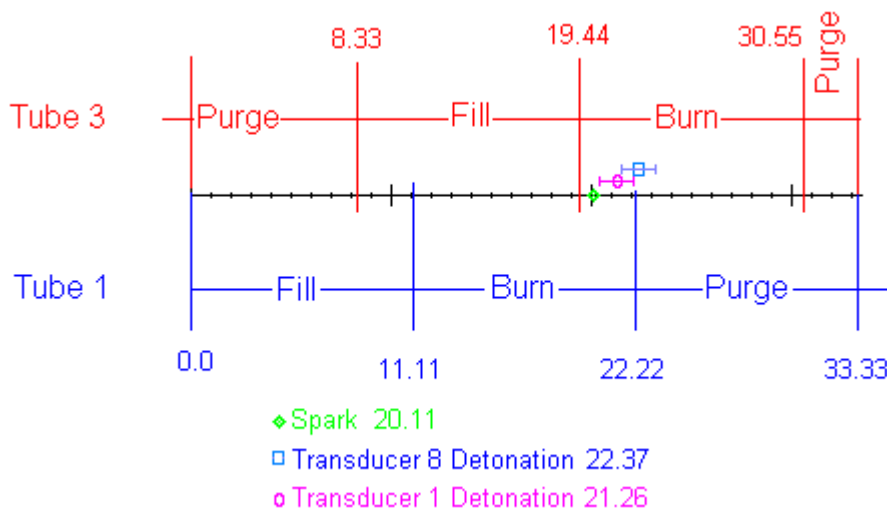 8.33 19.44 30.55 Purge
Tube 3 Purge Fill Burn
Tube 1 Fill Burn Purge
0.0 11.11 22.22 33.33
Spark 20.11
Transducer 8 Detonation 22.37
Transducer 1 Detonation 21.26